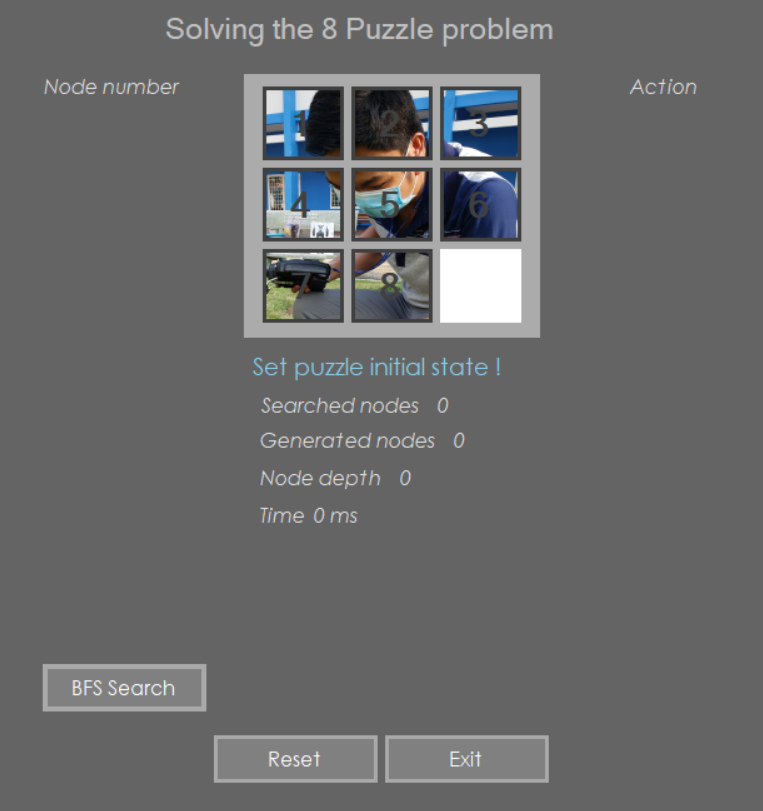 Solving the 8 Puzzle problem
Node number
Action
1 2 3
4 5 6
7 8
Set puzzle initial state !
Searched nodes 0
Generated nodes 0
Node depth 0
Time 0 ms
BFS Search
Reset Exit